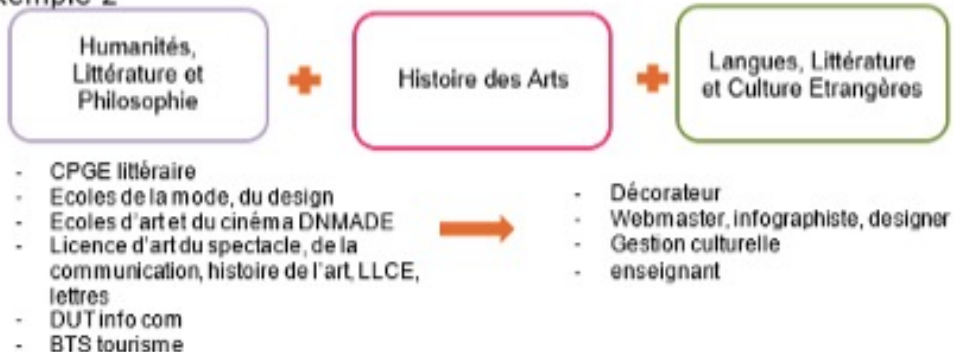 Humanités,
Littérature et
Philosophie
Histoire des Arts
Langues, Littérature
et Culture Etrangères
- CPGE littéraire
- Ecoles de la mode, du design
- Ecoles d'art et du cinéma DNMADE
- Licence d'art du spectacle, de la
communication, histoire de l'art, LLCE,
lettres
- DUT info com
- BTS tourisme
- Décorateur
- Webmaster, infographiste, designer
- Gestion culturelle
- enseignant